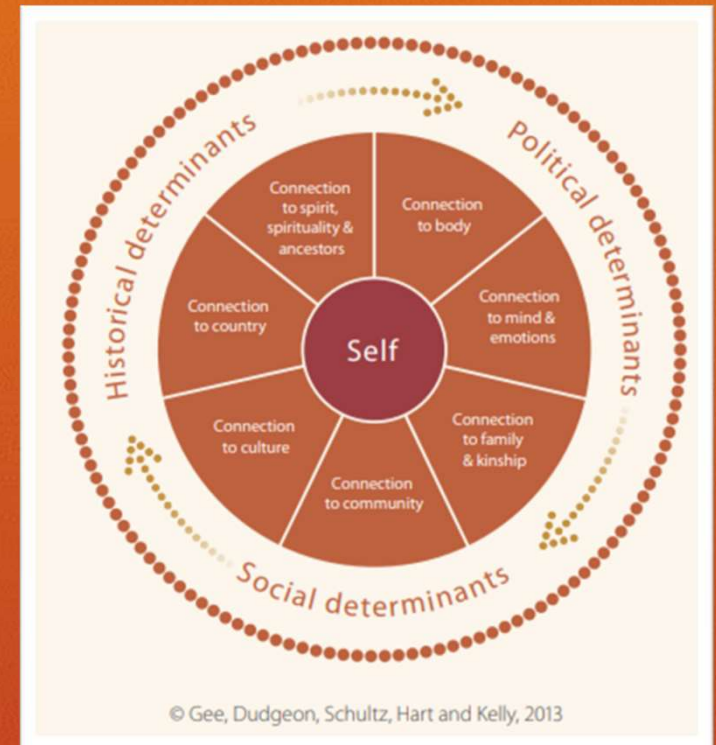 Historical determinants
Political determinants
Connection
to spirit,
spirituality &
ancestors
Connection
to body
Connection
to country
Connection
to mind &
emotions
Self
Connection
to culture
Connection
to family
& kinship
Connection
to community
Social determinants
© Gee, Dudgeon, Schultz, Hart and Kelly, 2013